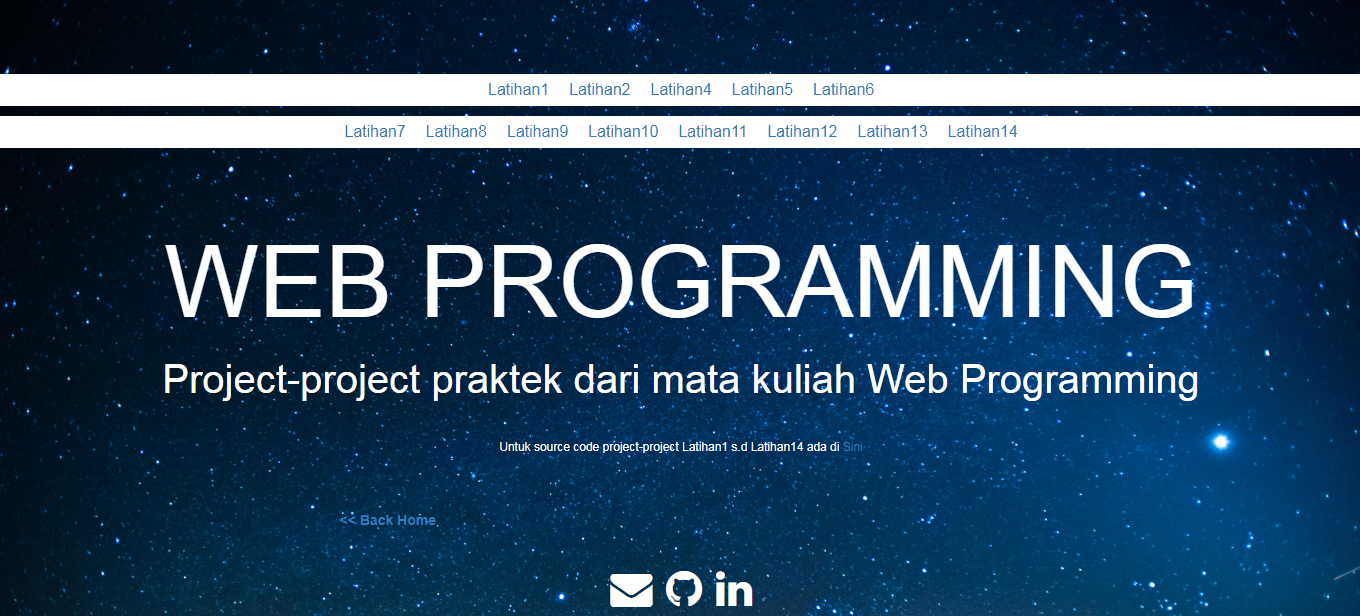 Latihan1 Latihan2 Latihan4 Latihan5 Latihan6
Latihan7 Latihan8 Latihan9 Latihan10 Latihan11 Latihan12 Latihan13 Latihan14
WEB PROGRAMMING
Project-project praktek dari mata kuliah Web Programming
Untuk source code project-project Latihan1 s.d Latihan14 ada di Sini
<< Back Home
in